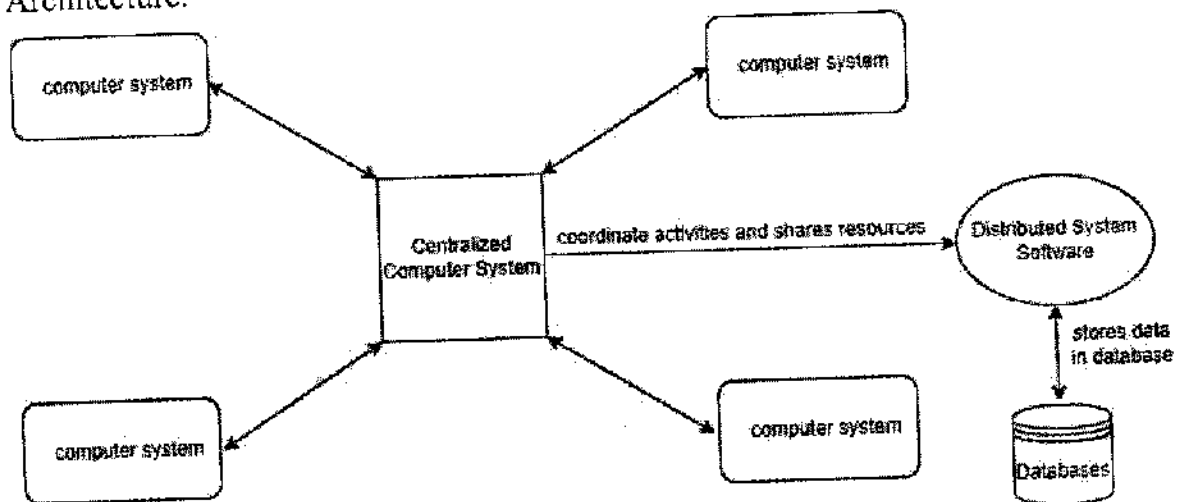 Architecture.
computer system
computer system
Centralized
Computer System
coordinate activities and shares resources
Distributed System
Software
stores data
in database
computer system
computer system
Databases